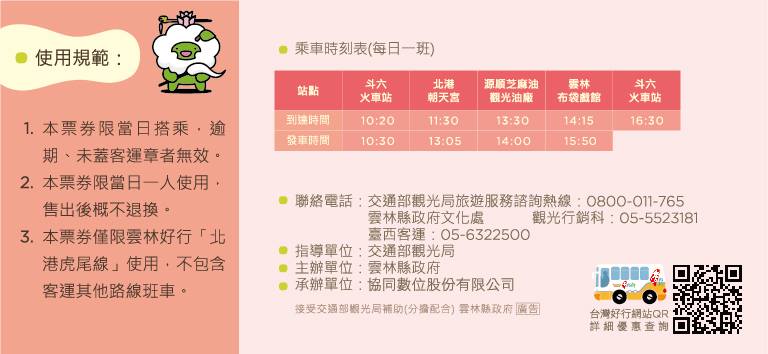 使用規範：
1. 本票券限當日搭乘，逾
期、未蓋客運章者無效。
2. 本票券限當日一人使用，
售出後概不退換。
3. 本票券僅限雲林好行「北
港虎尾線」使用，不包含
客運其他路線班車。
乘車時刻表(每日一班)
站點 斗六火車站 北港朝天宮 源順芝麻油觀光油廠 雲林布袋戲館 斗六火車站
到達時間 10:20 11:30 13:30 14:15 16:30
發車時間 10:30 13:05 14:00 15:50
聯絡電話：交通部觀光局旅遊服務諮詢熱線：0800-011-765
雲林縣政府文化處 觀光行銷科：05-5523181
臺西客運：05-6322500
指導單位：交通部觀光局
主辦單位：雲林縣政府
承辦單位：協同數位股份有限公司
接受交通部觀光局補助(分擔配合) 雲林縣政府 廣告
台灣好行網站QR
詳細優惠查詢